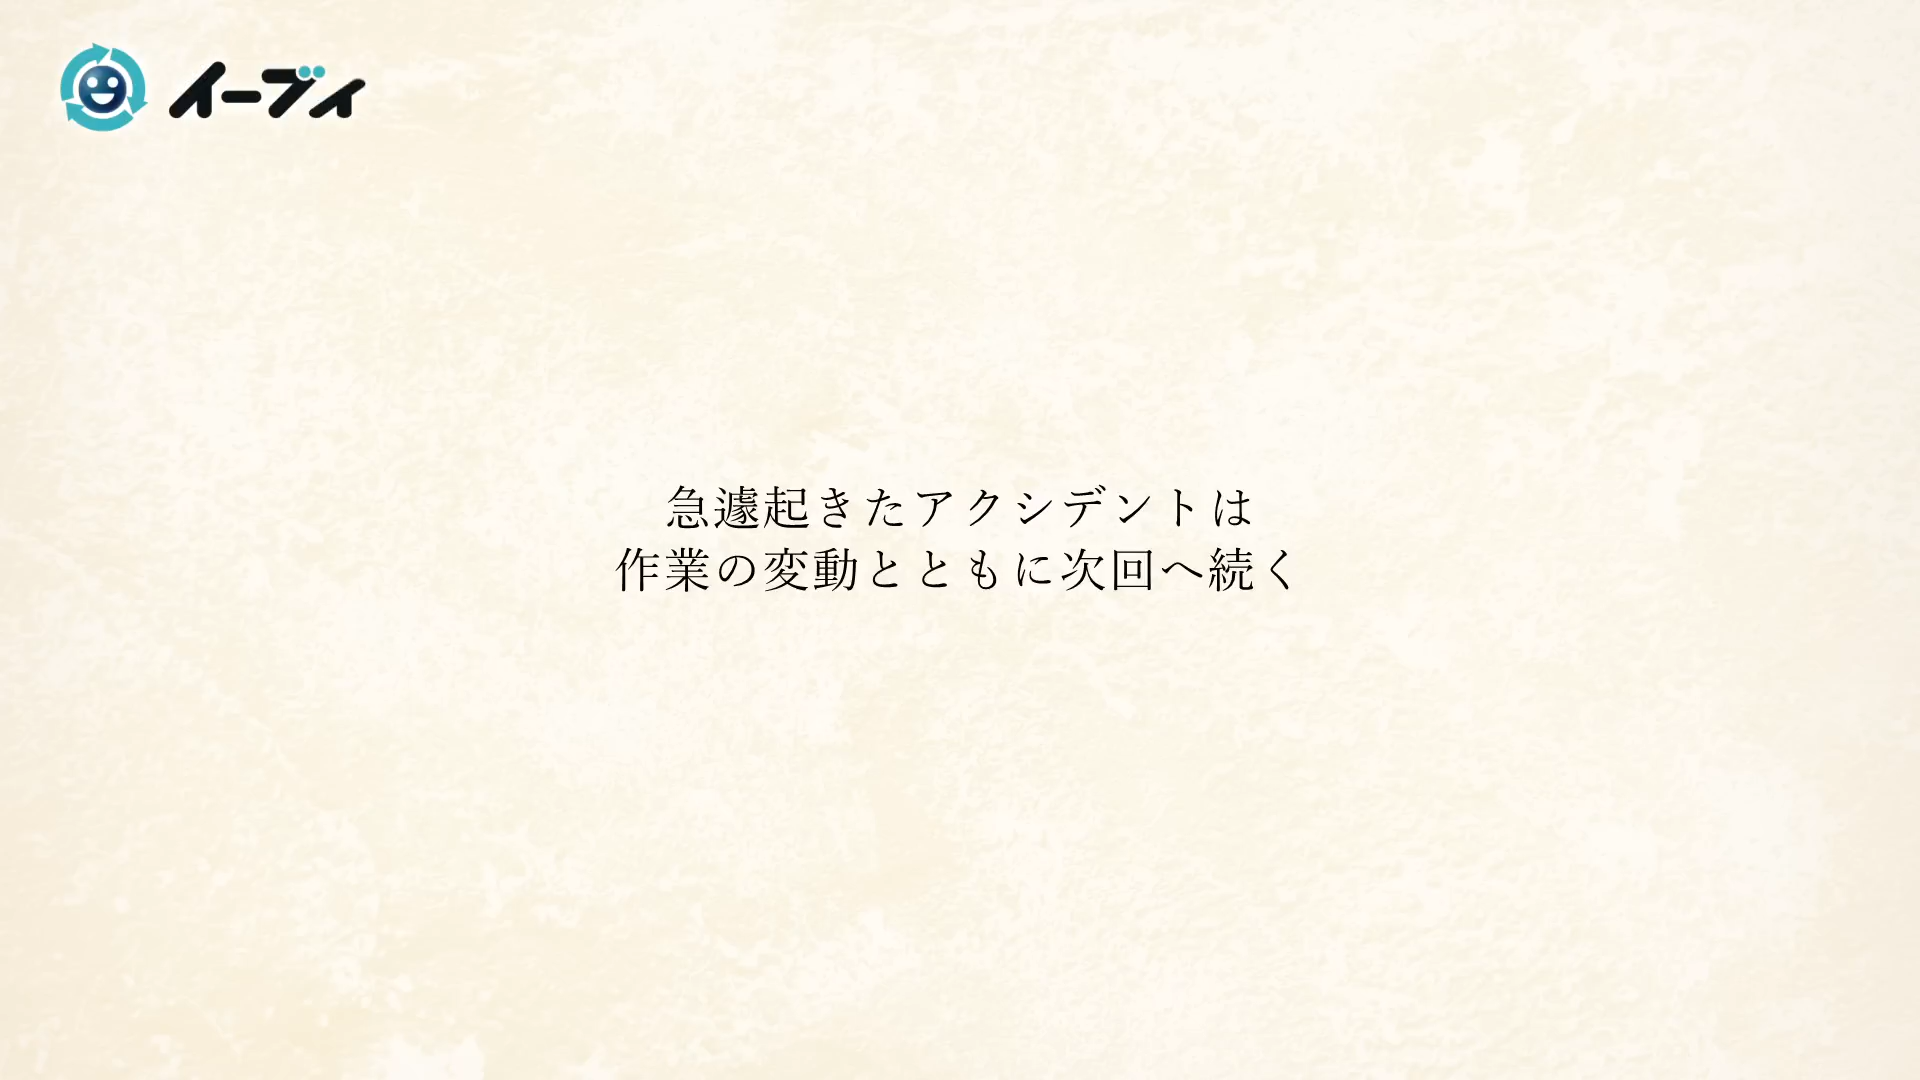 イーブイ
急遽起きたアクシデントは
作業の変動とともに次回へ続く